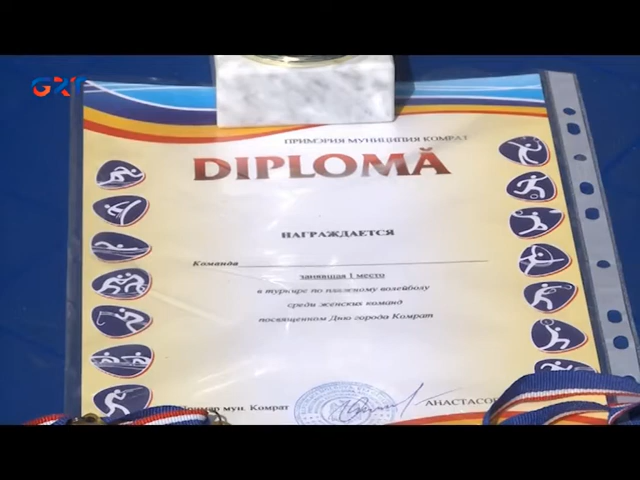 GRT
ПРИМЭРИЯ МУНИЦИПИЯ КОМРАТ
DIPLOMĂ
НАГРАЖДАЕТСЯ
Команда
занявшая 1 место
в турнире по пляжному волейболу
среди женских команд
посвященном Дню города Комрат
мун. Комрат